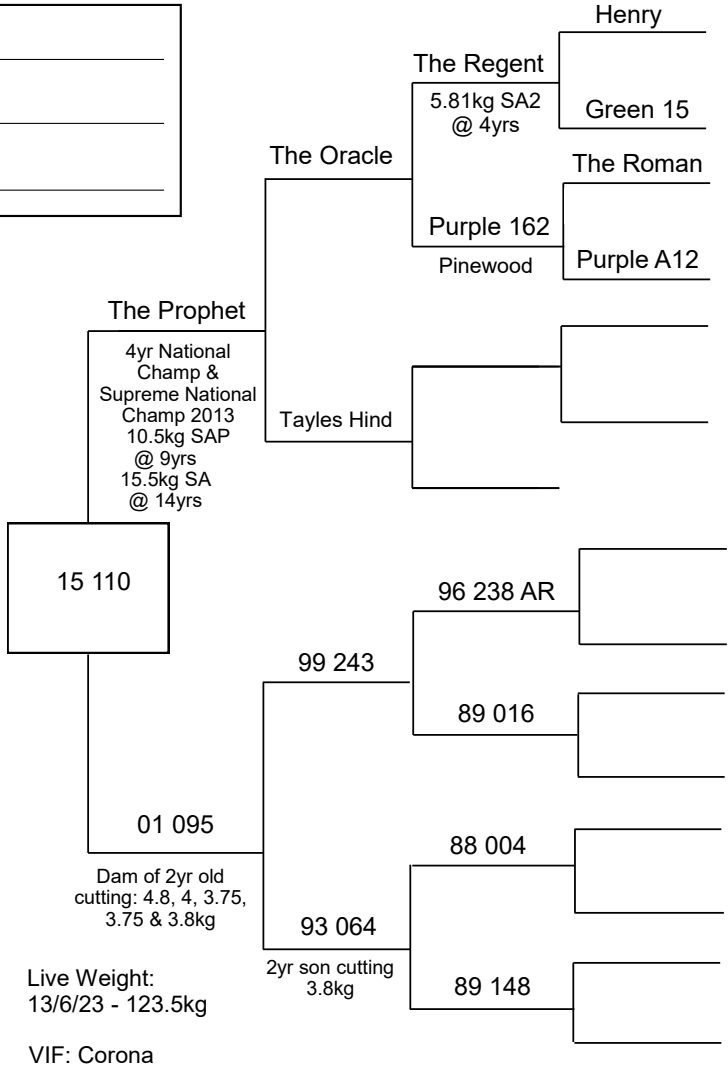 Henry
The Regent
5.81kg SA2
@ 4yrs
Green 15
The Oracle
The Roman
Purple 162
Pinewood
Purple A12
The Prophet
4yr National
Champ &
Supreme National
Champ 2013
10.5kg SAP
@ 9yrs
15.5kg SA
@ 14yrs
Tayles Hind
15 110
96 238 AR
99 243
89 016
01 095
Dam of 2yr old
cutting: 4.8, 4, 3.75,
3.75 & 3.8kg
88 004
93 064
2yr son cutting
3.8kg
89 148
Live Weight:
13/6/23 - 123.5kg
VIF: Corona